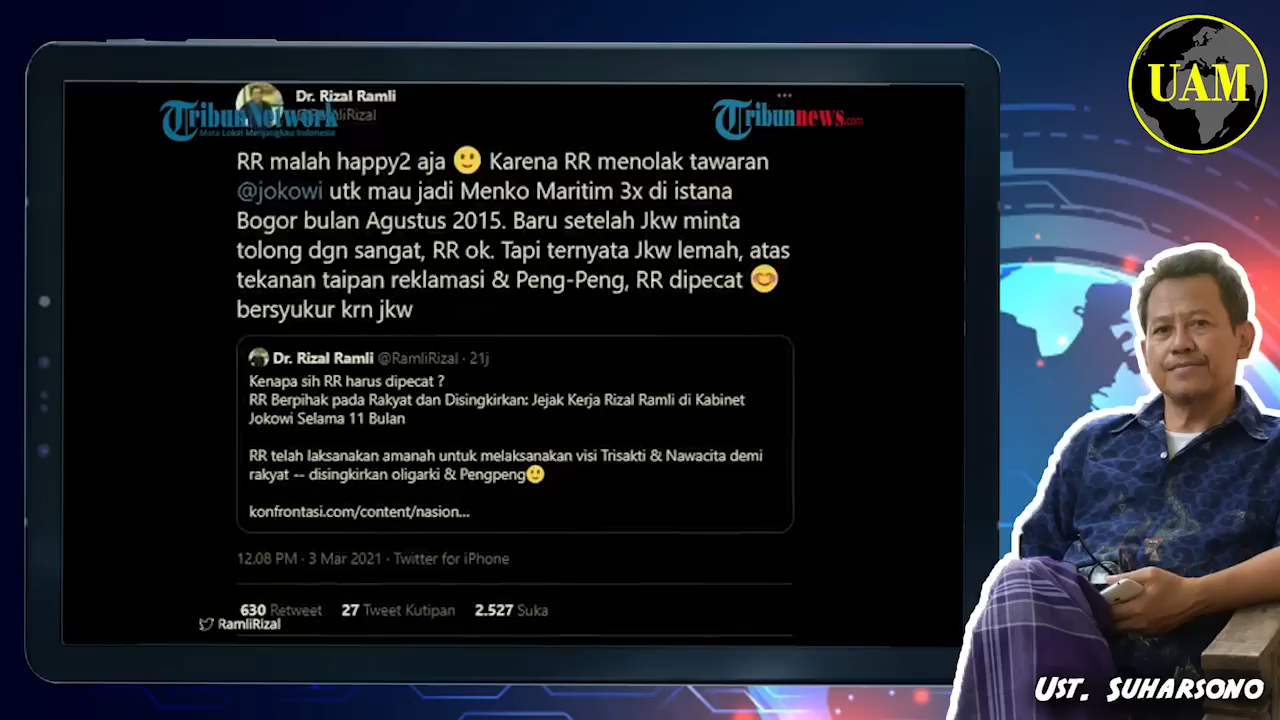 UAM
Dr. Rizal Ramli
TribunNetwork
Mata Lokal Menjangkau Indonesia
Tribunnews.com
RR malah happy2 aja 🙂 Karena RR menolak tawaran
@jokowi utk mau jadi Menko Maritim 3x di istana
Bogor bulan Agustus 2015. Baru setelah Jkw minta
tolong dgn sangat, RR ok. Tapi ternyata Jkw lemah, atas
tekanan taipan reklamasi & Peng-Peng, RR dipecat 😊
bersyukur krn jkw
Dr. Rizal Ramli @RamliRizal · 21j
Kenapa sih RR harus dipecat ?
RR Berpihak pada Rakyat dan Disingkirkan: Jejak Kerja Rizal Ramli di Kabinet
Jokowi Selama 11 Bulan
RR telah laksanakan amanah untuk melaksanakan visi Trisakti & Nawacita demi
rakyat -- disingkirkan oligarki & Pengpeng🙂
konfrontasi.com/content/nasion...
12.08 PM · 3 Mar 2021 · Twitter for iPhone
630 Retweet 27 Tweet Kutipan 2.527 Suka
RamliRizal
Ust. Suharsono